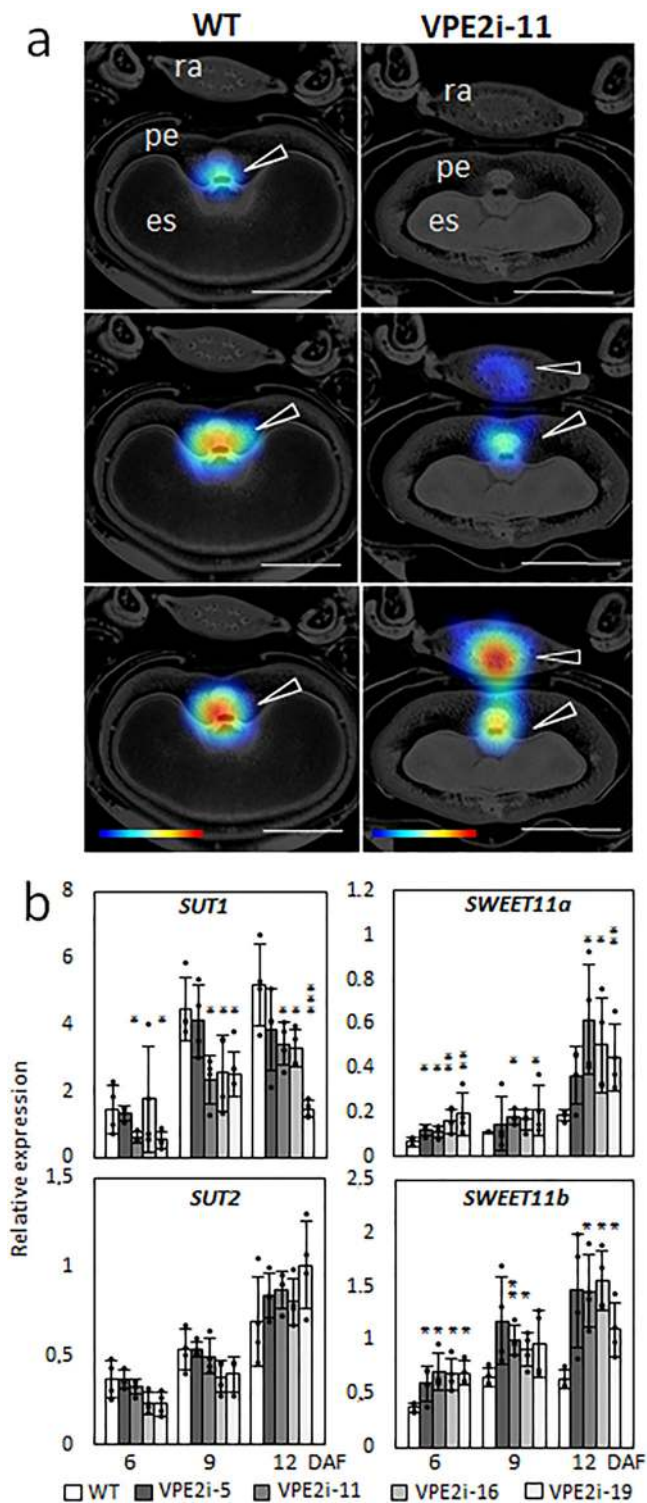 a
WT VPE2i-11
ra ra
pe pe
es es
b
SUT1
8
6
4
2
0
* * * * * * * ***
SWEET11a
1.2
1
0.8
0.6
0.4
0.2
0
* * ** ** * * * * **
Relative expression
SUT2
1,5
1
0,5
0
6 9 12 DAF
SWEET11b
2.5
2
1.5
1
0.5
0
* * * * ** * * * *
6 9 12 DAF
WT VPE2i-5 VPE2i-11 VPE2i-16 VPE2i-19